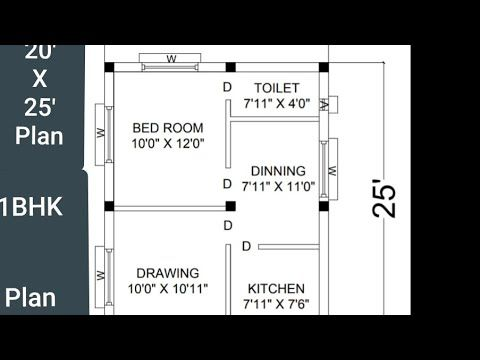 20'
X
25'
Plan
1BHK
Plan
W
W
D
TOILET
7'11" X 4'0"
BED ROOM
10'0" X 12'0"
DINNING
7'11" X 11'0"
W
D
25'
D
D
W
DRAWING
10'0" X 10'11"
KITCHEN
7'11" X 7'6"